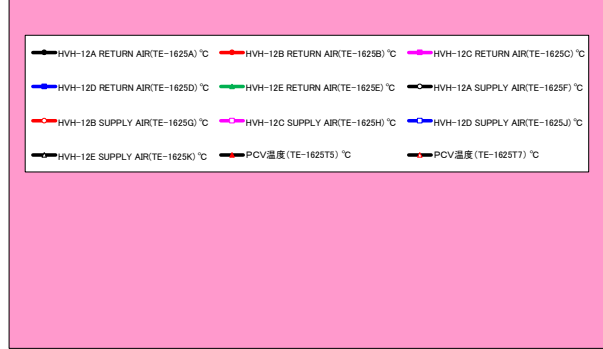 HVH-12A RETURN AIR(TE-1625A) ℃ HVH-12B RETURN AIR(TE-1625B) ℃ HVH-12C RETURN AIR(TE-1625C) ℃
HVH-12D RETURN AIR(TE-1625D) ℃ HVH-12E RETURN AIR(TE-1625E) ℃ HVH-12A SUPPLY AIR(TE-1625F) ℃
HVH-12B SUPPLY AIR(TE-1625G) ℃ HVH-12C SUPPLY AIR(TE-1625H) ℃ HVH-12D SUPPLY AIR(TE-1625J) ℃
HVH-12E SUPPLY AIR(TE-1625K) ℃ PCV温度(TE-1625T5) ℃ PCV温度(TE-1625T7) ℃